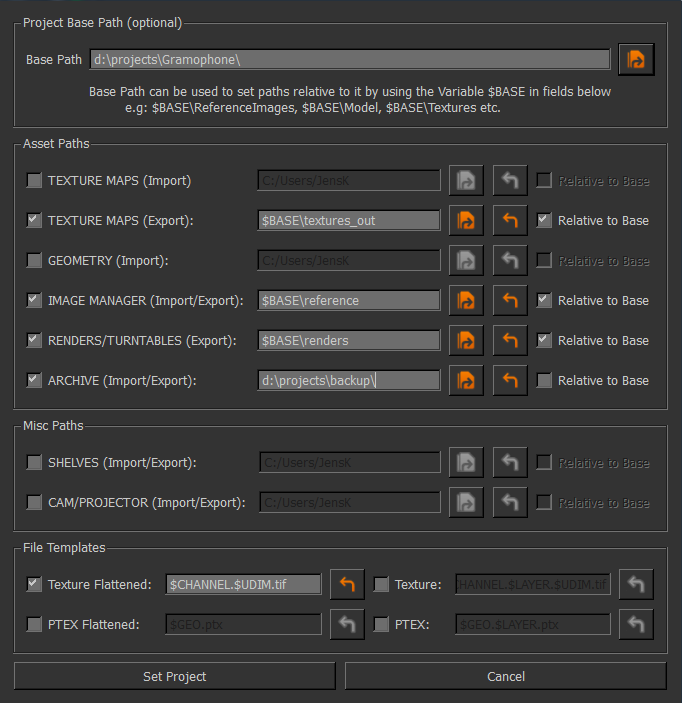 Project Base Path (optional)
Base Path d:\projects\Gramophone\
Base Path can be used to set paths relative to it by using the Variable $BASE in fields below
e.g: $BASE\ReferenceImages, $BASE\Model, $BASE\Textures etc.
Asset Paths
TEXTURE MAPS (Import) C:/Users/JensK Relative to Base
TEXTURE MAPS (Export): $BASE\textures_out Relative to Base
GEOMETRY (Import): C:/Users/JensK Relative to Base
IMAGE MANAGER (Import/Export): $BASE\reference Relative to Base
RENDERS/TURNTABLES (Export): $BASE\renders Relative to Base
ARCHIVE (Import/Export): d:\projects\backup\ Relative to Base
Misc Paths
SHELVES (Import/Export): C:/Users/JensK Relative to Base
CAM/PROJECTOR (Import/Export): C:/Users/JensK Relative to Base
File Templates
Texture Flattened: $CHANNEL.$UDIM.tif Texture: HANNEL.$LAYER.$UDIM.tif
PTEX Flattened: $GEO.ptx PTEX: $GEO.$LAYER.ptx
Set Project Cancel